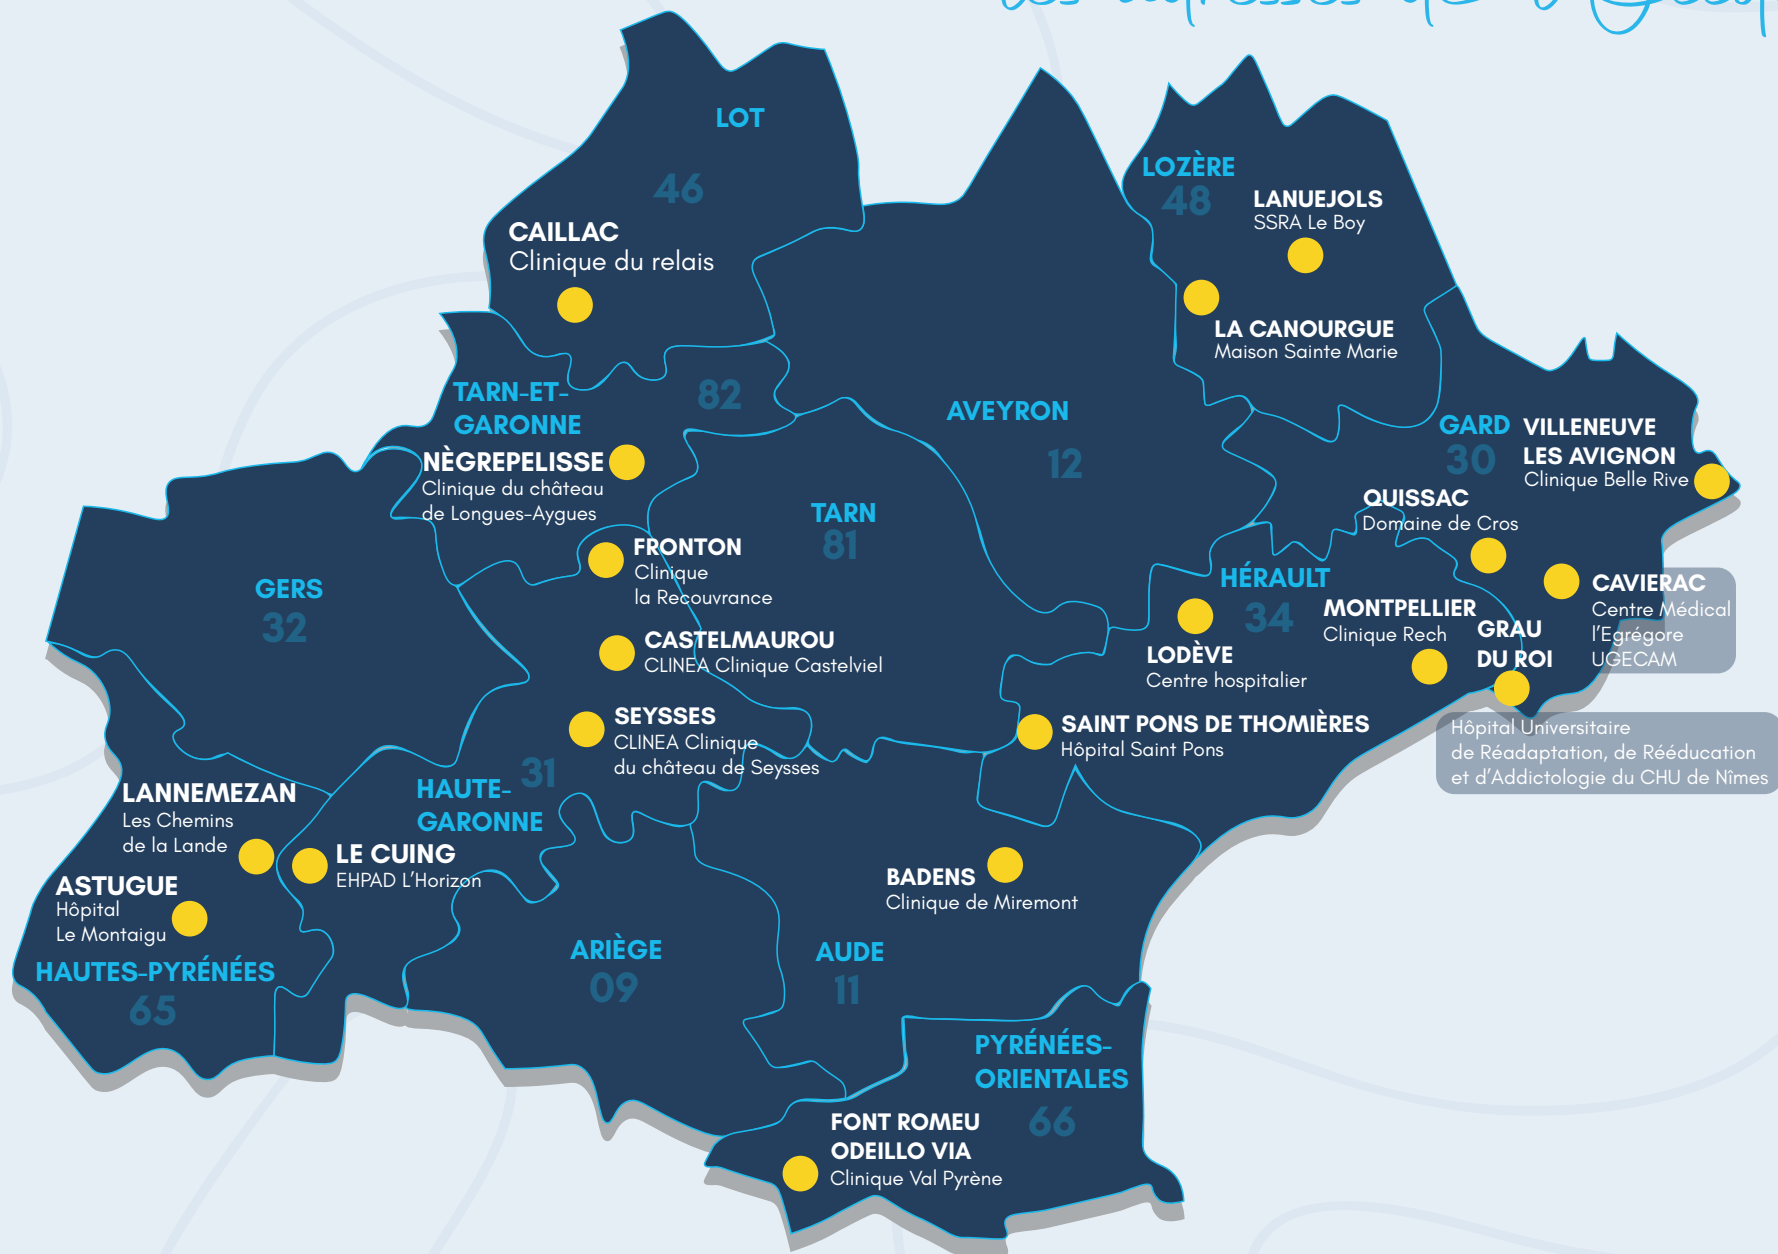 les adresses de
LOT
46
CAILLAC
Clinique du relais
LOZÈRE
48
LANUEJOLS
SSRA Le Boy
LA CANOURGUE
Maison Sainte Marie
TARN-ET-
GARONNE
82
NÈGREPELISSE
Clinique du château
de Longues-Aygues
AVEYRON
12
GARD
30
VILLENEUVE
LES AVIGNON
Clinique Belle Rive
QUISSAC
Domaine de Cros
CAVIERAC
Centre Médical
l'Egrégore
UGECAM
GRAU
DU ROI
Hôpital Universitaire
de Réadaptation, de Rééducation
et d'Addictologie du CHU de Nîmes
TARN
81
GERS
32
FRONTON
Clinique
la Recouvrance
CASTELMAUROU
CLINEA Clinique Castelviel
SEYSSES
CLINEA Clinique
du château de Seysses
31
HAUTE-
GARONNE
LE CUING
EHPAD L'Horizon
HÉRAULT
34
MONTPELLIER
Clinique Rech
LODÈVE
Centre hospitalier
SAINT PONS DE THOMIÈRES
Hôpital Saint Pons
LANNEMEZAN
Les Chemins
de la Lande
ASTUGUE
Hôpital
Le Montaigu
HAUTES-PYRÉNÉES
65
ARIÈGE
09
BADENS
Clinique de Miremont
AUDE
11
PYRÉNÉES-
ORIENTALES
66
FONT ROMEU
ODEILLO VIA
Clinique Val Pyrène